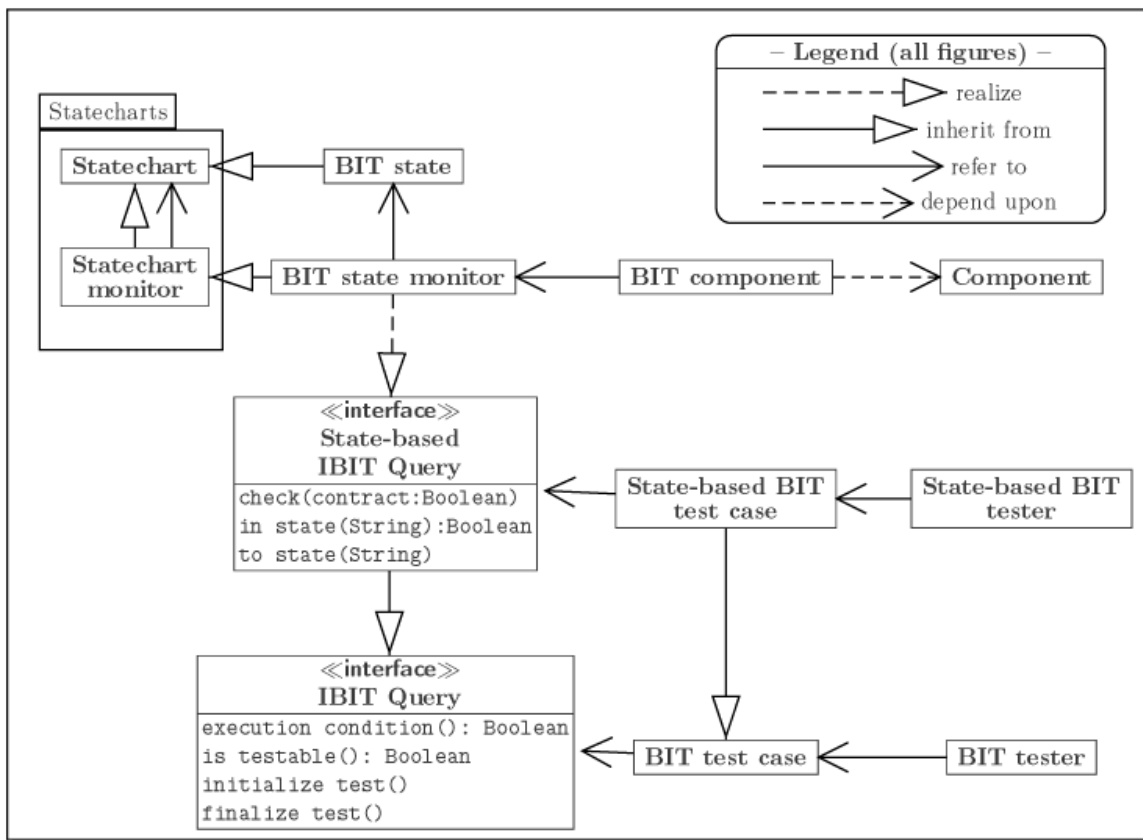 – Legend (all figures) –
realize
inherit from
refer to
depend upon
Statecharts
Statechart
BIT state
Statechart
monitor
BIT state monitor
BIT component
Component
≪interface≫
State-based
IBIT Query
check(contract:Boolean)
in state(String):Boolean
to state(String)
State-based BIT
test case
State-based BIT
tester
≪interface≫
IBIT Query
execution condition(): Boolean
is testable(): Boolean
initialize test()
finalize test()
BIT test case
BIT tester